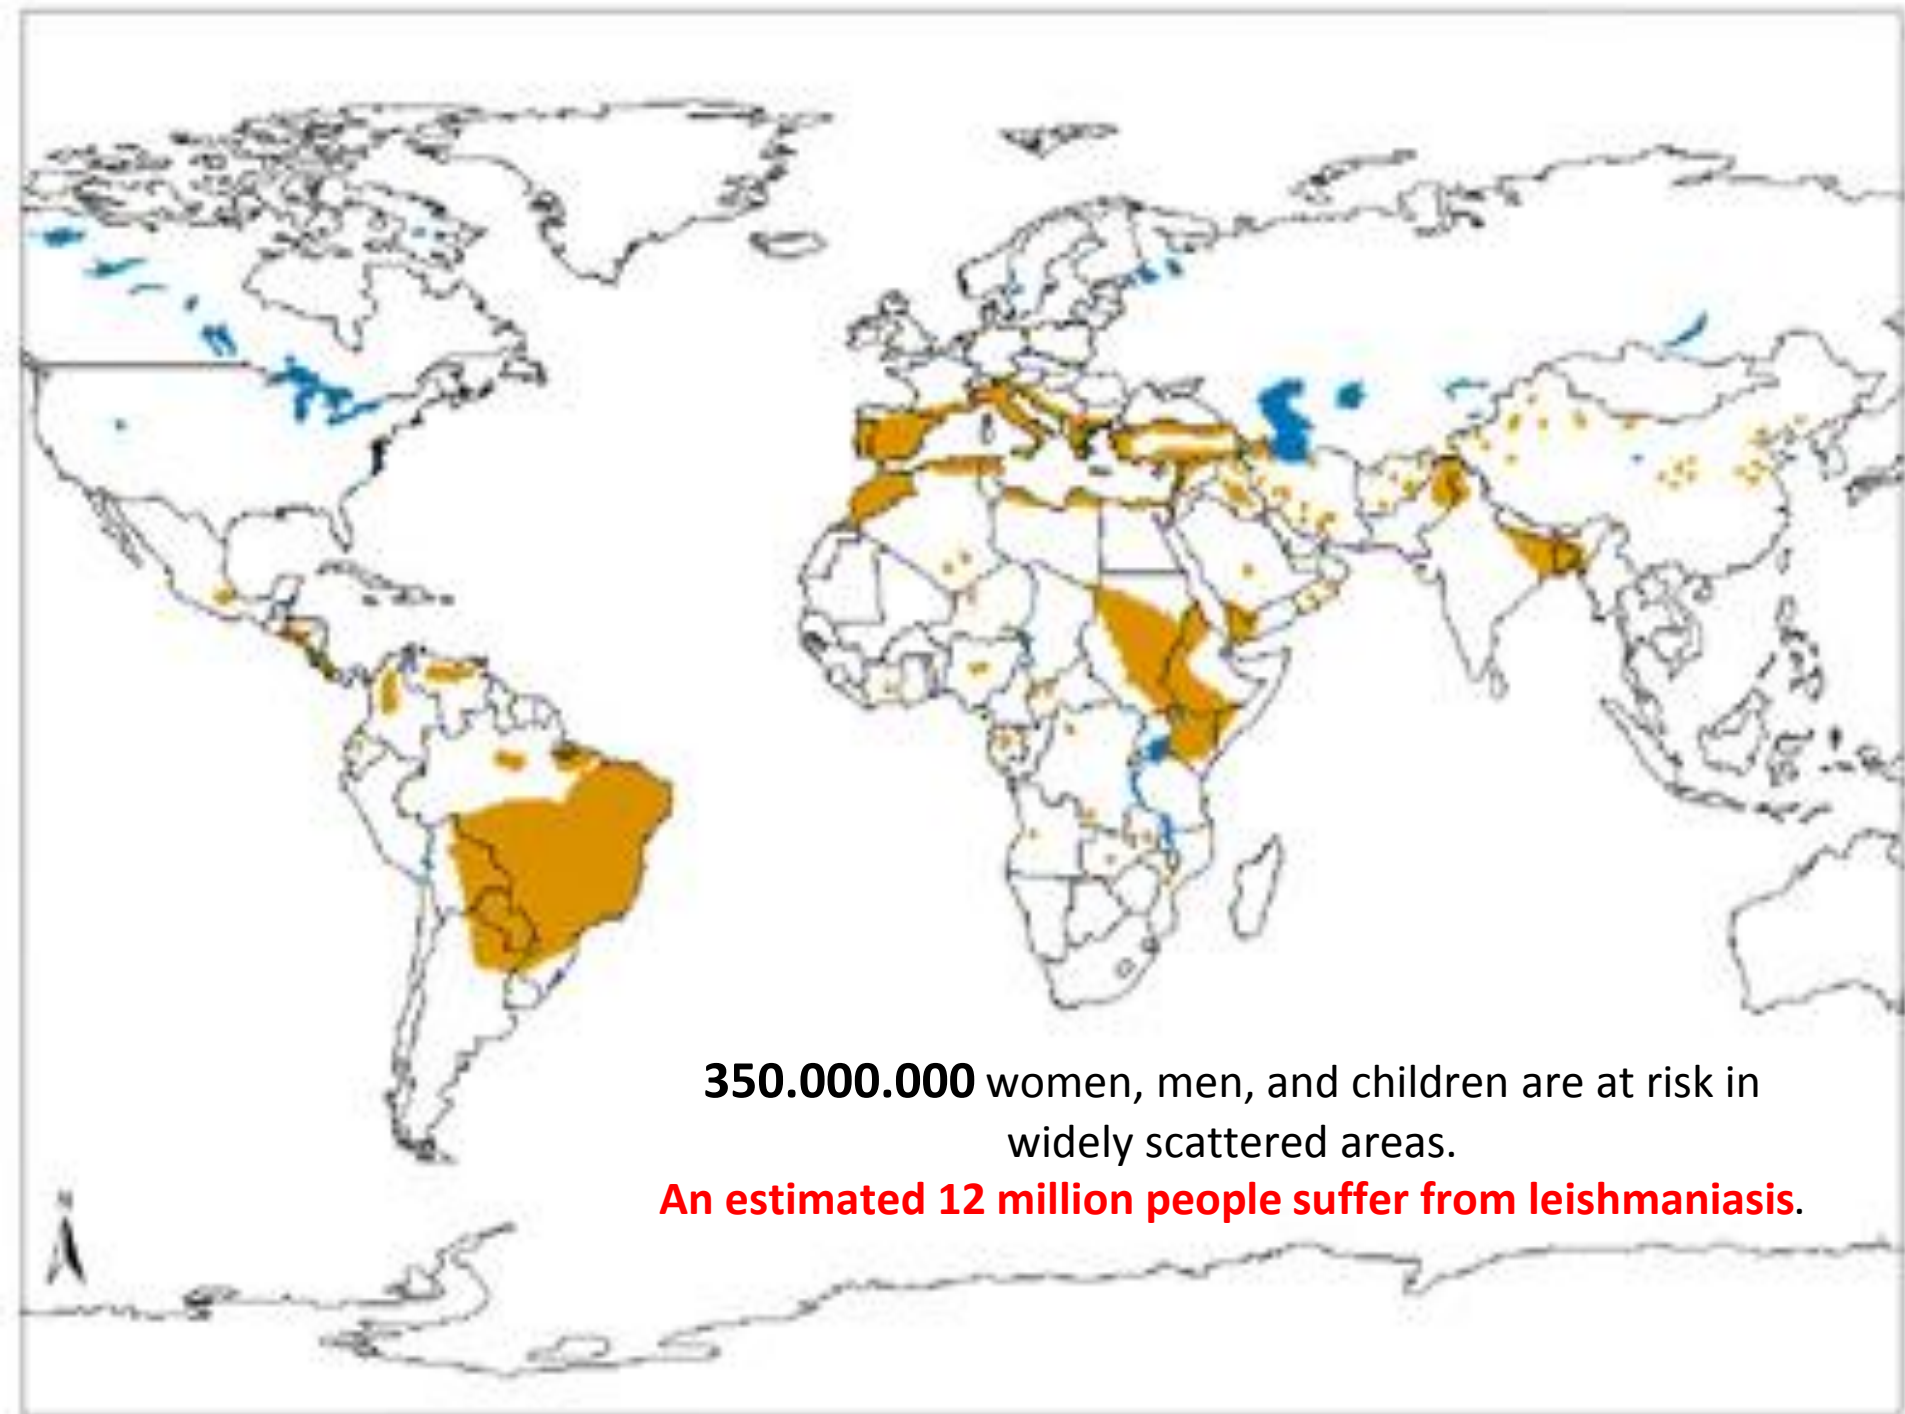 350.000.000 women, men, and children are at risk in
widely scattered areas.
An estimated 12 million people suffer from leishmaniasis.
N